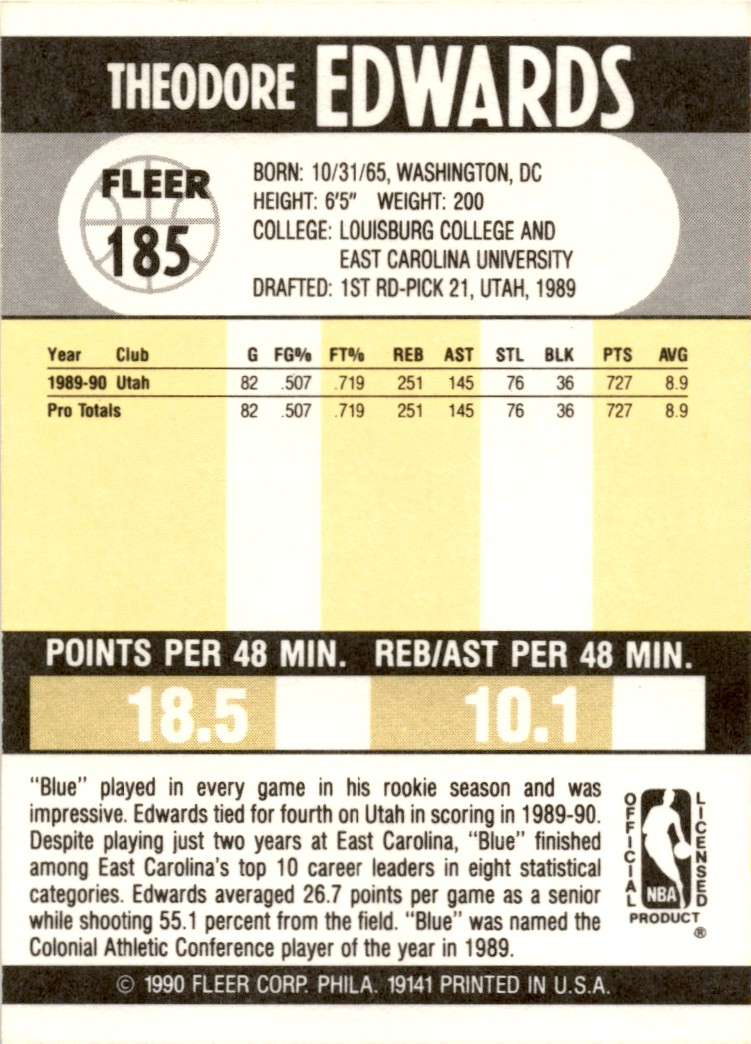 THEODORE EDWARDS
FLEER
185
BORN: 10/31/65, WASHINGTON, DC
HEIGHT: 6'5" WEIGHT: 200
COLLEGE: LOUISBURG COLLEGE AND
EAST CAROLINA UNIVERSITY
DRAFTED: 1ST RD-PICK 21, UTAH, 1989
Year Club G FG% FT% REB AST STL BLK PTS AVG
1989-90 Utah 82 .507 .719 251 145 76 36 727 8.9
Pro Totals 82 .507 .719 251 145 76 36 727 8.9
POINTS PER 48 MIN. REB/AST PER 48 MIN.
18.5 10.1
"Blue" played in every game in his rookie season and was
impressive. Edwards tied for fourth on Utah in scoring in 1989-90.
Despite playing just two years at East Carolina, "Blue" finished
among East Carolina's top 10 career leaders in eight statistical
categories. Edwards averaged 26.7 points per game as a senior
while shooting 55.1 percent from the field. "Blue" was named the
Colonial Athletic Conference player of the year in 1989.
OFFICIAL LICENSED
NBA
PRODUCT
®
© 1990 FLEER CORP. PHILA. 19141 PRINTED IN U.S.A.